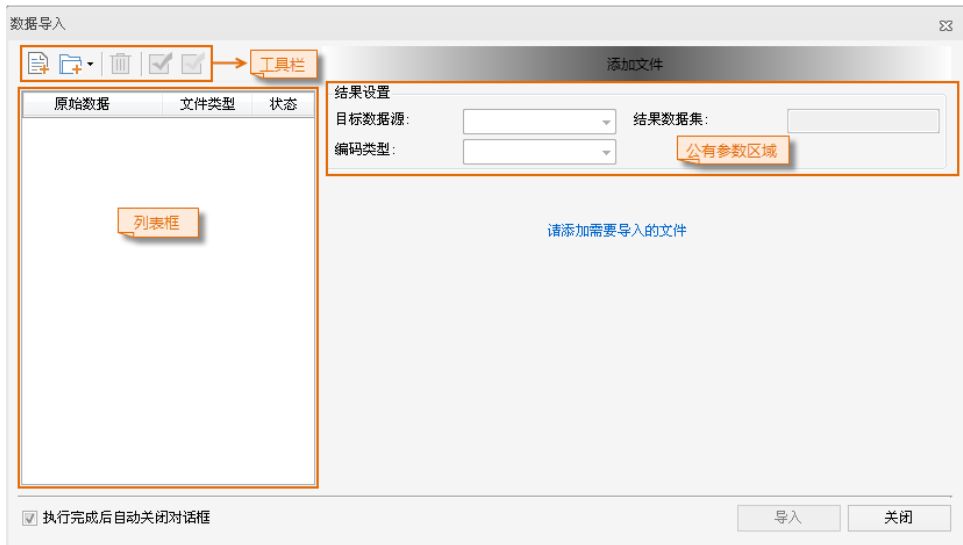 数据导入
工具栏
添加文件
原始数据 文件类型 状态
结果设置
目标数据源: 结果数据集:
编码类型:
公有参数区域
列表框
请添加需要导入的文件
执行完成后自动关闭对话框
导入 关闭